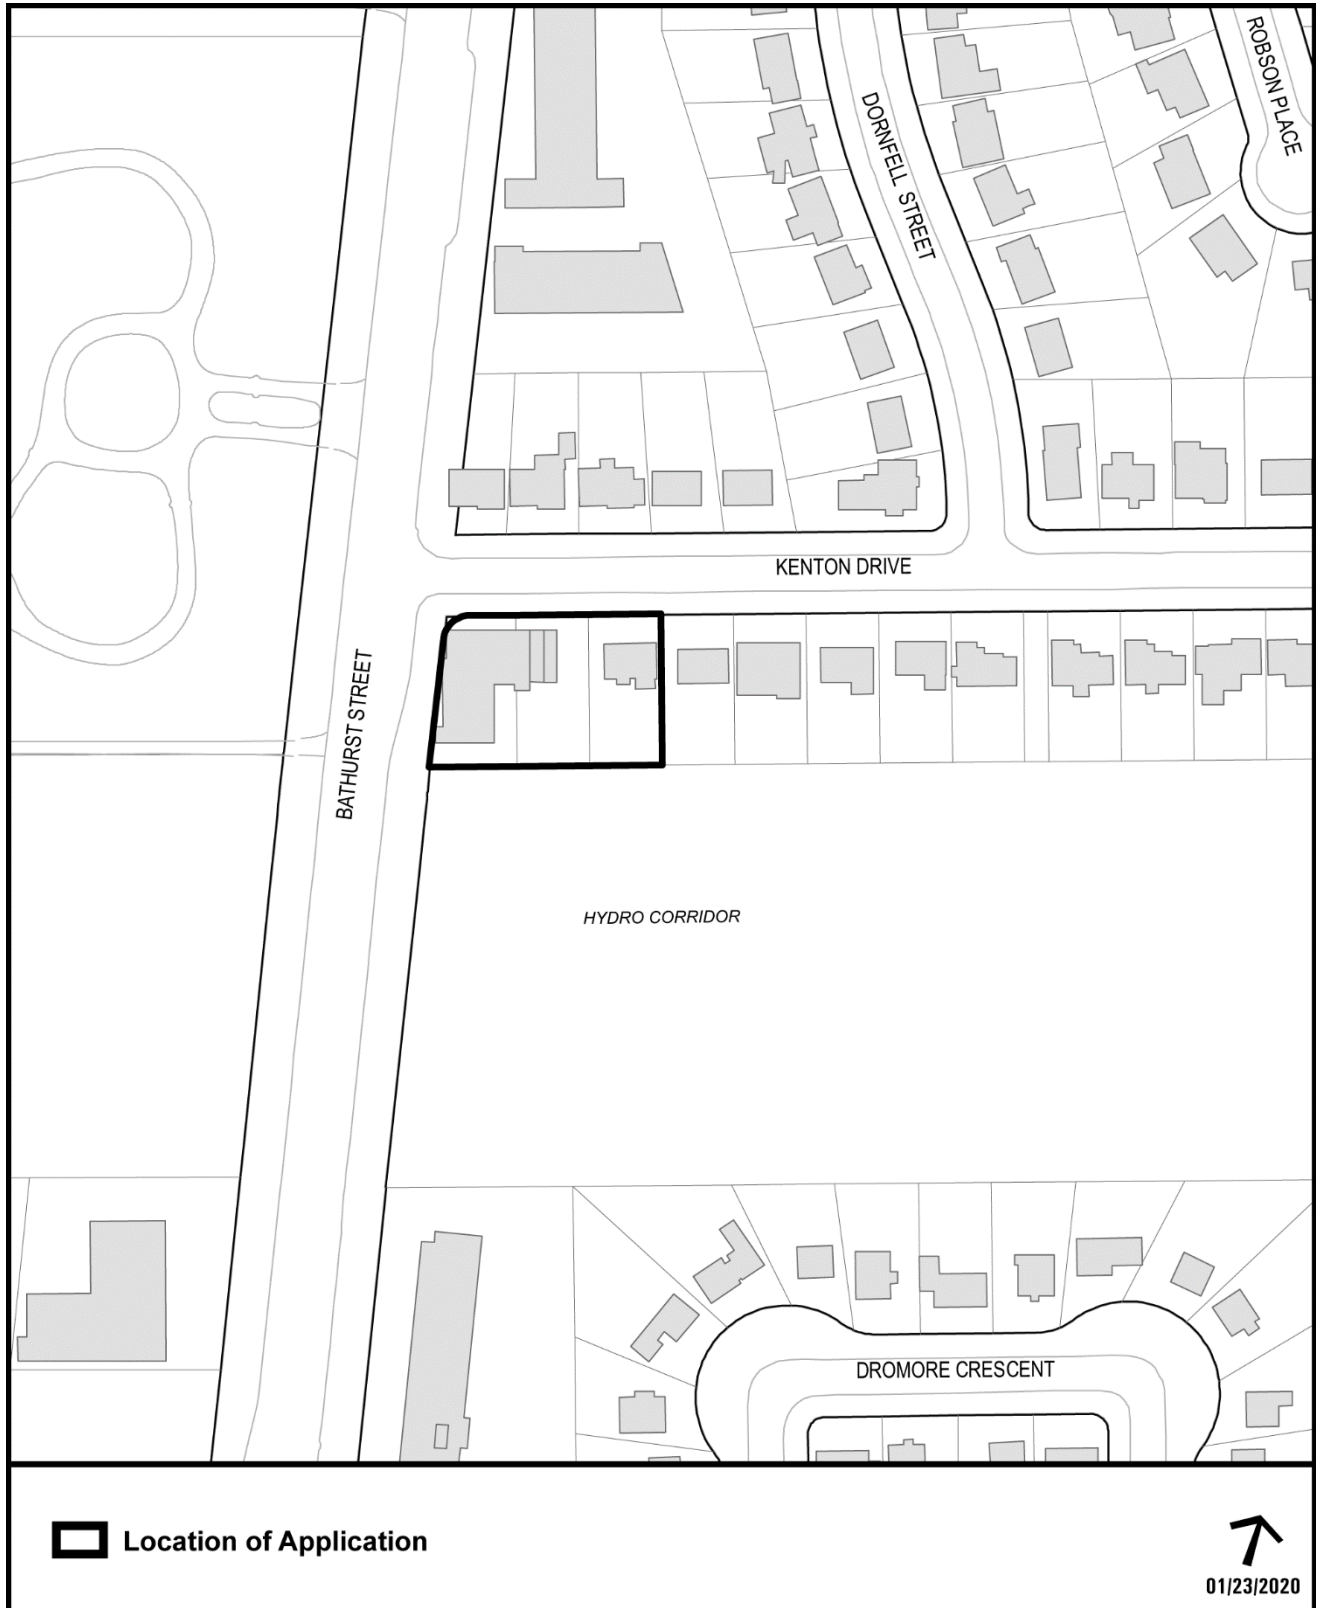 ROBSON PLACE
DORNFELL STREET
KENTON DRIVE
BATHURST STREET
HYDRO CORRIDOR
DROMORE CRESCENT
Location of Application
01/23/2020